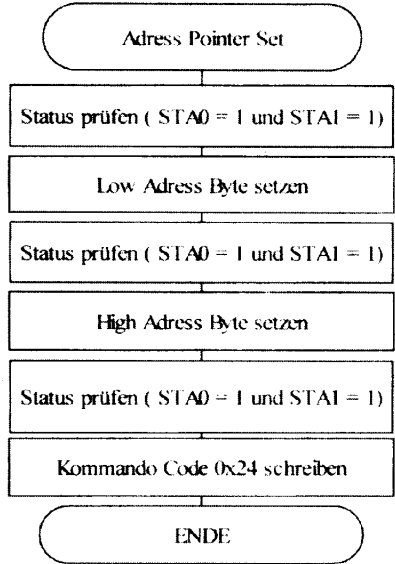 Adress Pointer Set
Status prüfen ( STA0 = 1 und STA1 = 1)
Low Adress Byte setzen
Status prüfen ( STA0 = 1 und STA1 = 1)
High Adress Byte setzen
Status prüfen ( STA0 = 1 und STA1 = 1)
Kommando Code 0x24 schreiben
ENDE